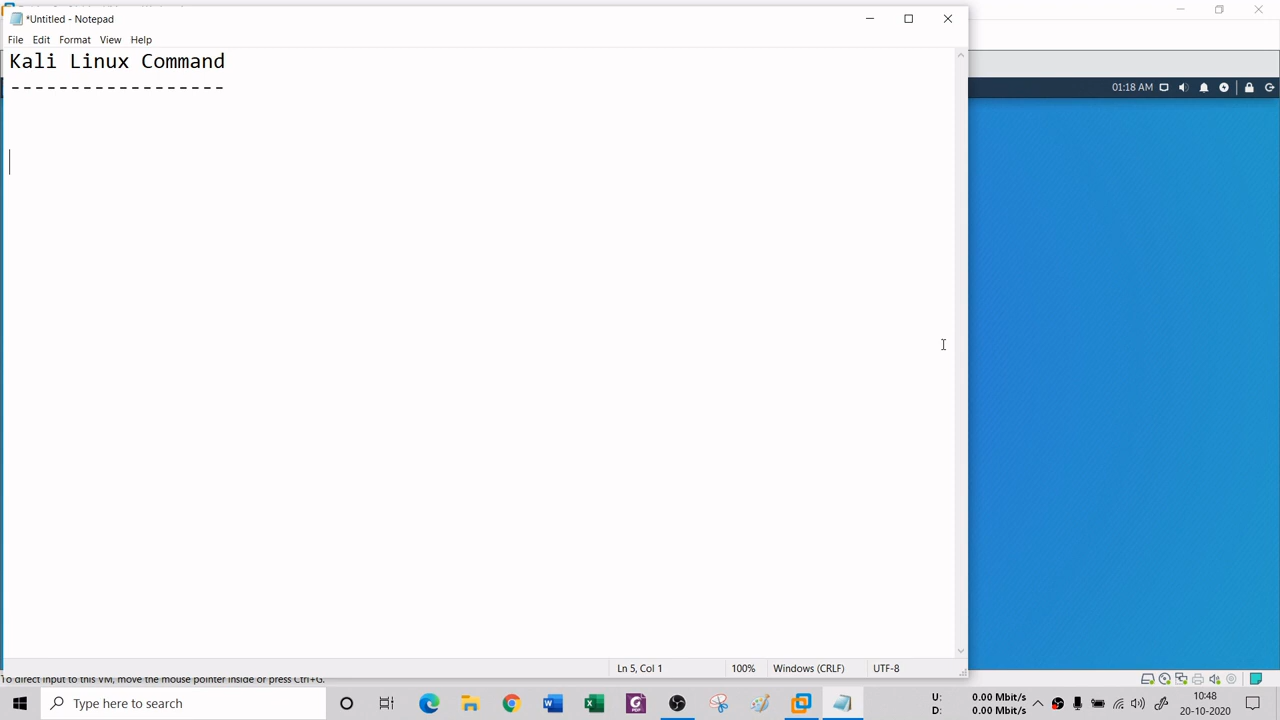 *Untitled - Notepad
File Edit Format View Help
Kali Linux Command
------------------
01:18 AM
Ln 5, Col 1 100% Windows (CRLF) UTF-8
To direct input to this VM, move the mouse pointer inside or press Ctrl+G.
Type here to search
U: 0.00 Mbit/s
D: 0.00 Mbit/s
10:48
20-10-2020